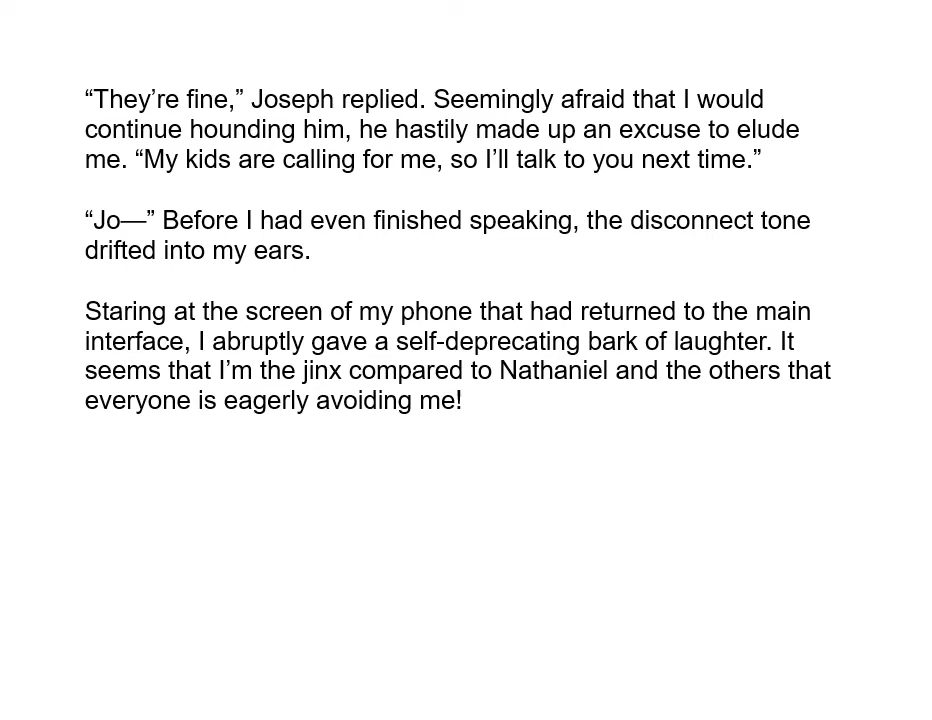 “They’re fine,” Joseph replied. Seemingly afraid that I would
continue hounding him, he hastily made up an excuse to elude
me. “My kids are calling for me, so I’ll talk to you next time.”
“Jo—” Before I had even finished speaking, the disconnect tone
drifted into my ears.
Staring at the screen of my phone that had returned to the main
interface, I abruptly gave a self-deprecating bark of laughter. It
seems that I’m the jinx compared to Nathaniel and the others that
everyone is eagerly avoiding me!